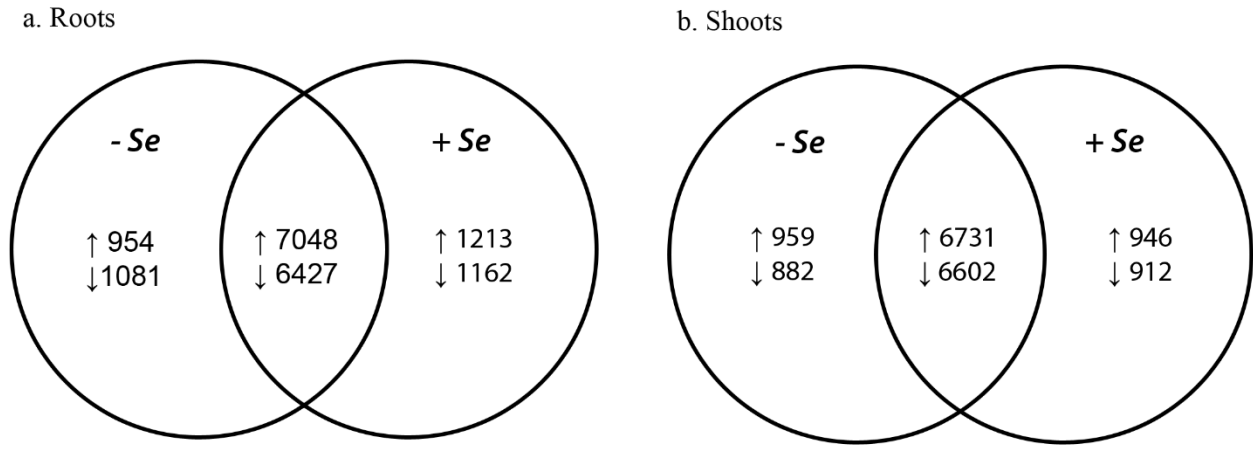 a. Roots
- Se
+ Se
↑ 954
↓1081
↑ 7048
↓ 6427
↑ 1213
↓ 1162
b. Shoots
- Se
+ Se
↑ 959
↓ 882
↑ 6731
↓ 6602
↑ 946
↓ 912